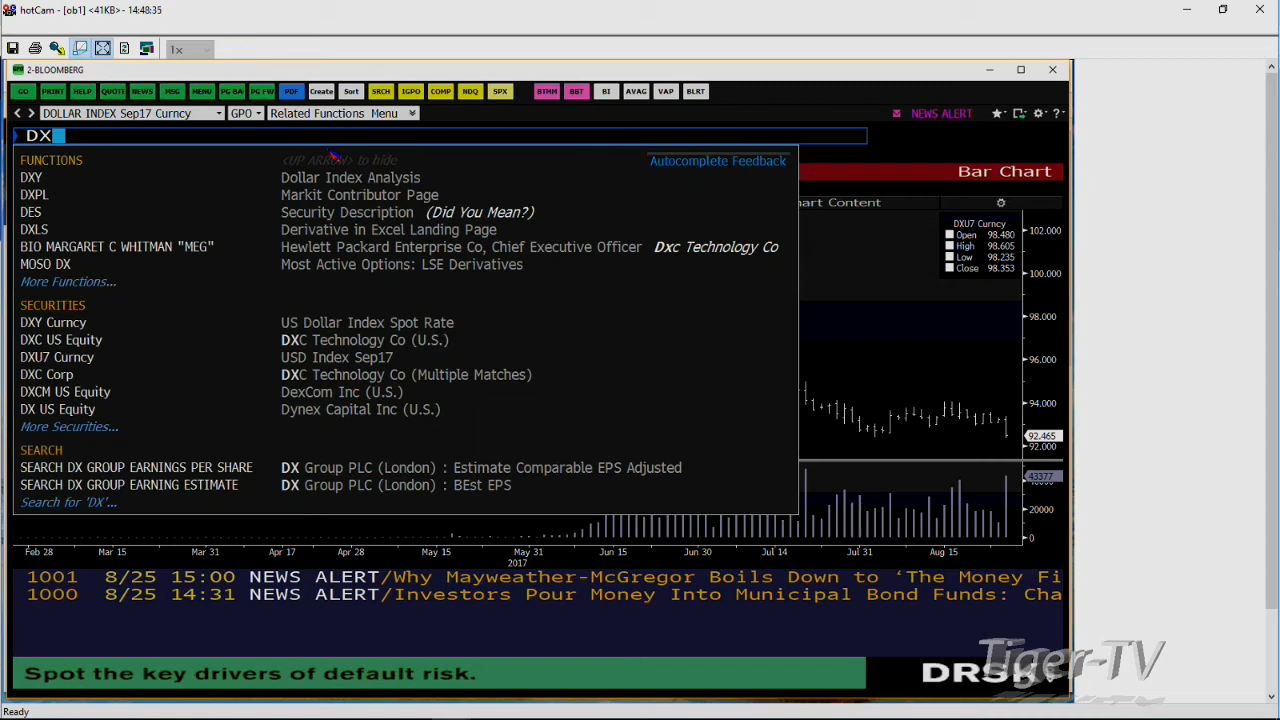 hotCam - [ob1] <41KB> - 14:48:35
1x
2-BLOOMBERG
GO PRINT HELP QUOTE NEWS MSG MENU PG BA PG FW PDF Create Sort SRCH IGPO COMP NDQ SPX BTMM BBT BI AVAG VAP BLRT
DOLLAR INDEX Sep17 Curncy GPO Related Functions Menu NEWS ALERT
DX
FUNCTIONS <UP ARROW> to hide Autocomplete Feedback
DXY Dollar Index Analysis
DXPL Markit Contributor Page
DES Security Description (Did You Mean?)
DXLS Derivative in Excel Landing Page
BIO MARGARET C WHITMAN "MEG" Hewlett Packard Enterprise Co, Chief Executive Officer Dxc Technology Co
MOSO DX Most Active Options: LSE Derivatives
More Functions...
SECURITIES
DXY Curncy US Dollar Index Spot Rate
DXC US Equity DXC Technology Co (U.S.)
DXU7 Curncy USD Index Sep17
DXC Corp DXC Technology Co (Multiple Matches)
DXCM US Equity DexCom Inc (U.S.)
DX US Equity Dynex Capital Inc (U.S.)
More Securities...
SEARCH
SEARCH DX GROUP EARNINGS PER SHARE DX Group PLC (London) : Estimate Comparable EPS Adjusted
SEARCH DX GROUP EARNING ESTIMATE DX Group PLC (London) : BEst EPS
Search for 'DX'...
Bar Chart
hart Content
DXU7 Curncy
Open 98.480
High 98.605
Low 98.235
Close 98.353
102.000
100.000
98.000
96.000
94.000
92.465
92.000
43377
20000
0
Feb 28 Mar 15 Mar 31 Apr 17 Apr 28 May 15 May 31 Jun 15 Jun 30 Jul 14 Jul 31 Aug 15
2017
1001 8/25 15:00 NEWS ALERT/Why Mayweather-McGregor Boils Down to ‘The Money Fi
1000 8/25 14:31 NEWS ALERT/Investors Pour Money Into Municipal Bond Funds: Cha
Spot the key drivers of default risk. DRSK
Tiger-TV
Ready